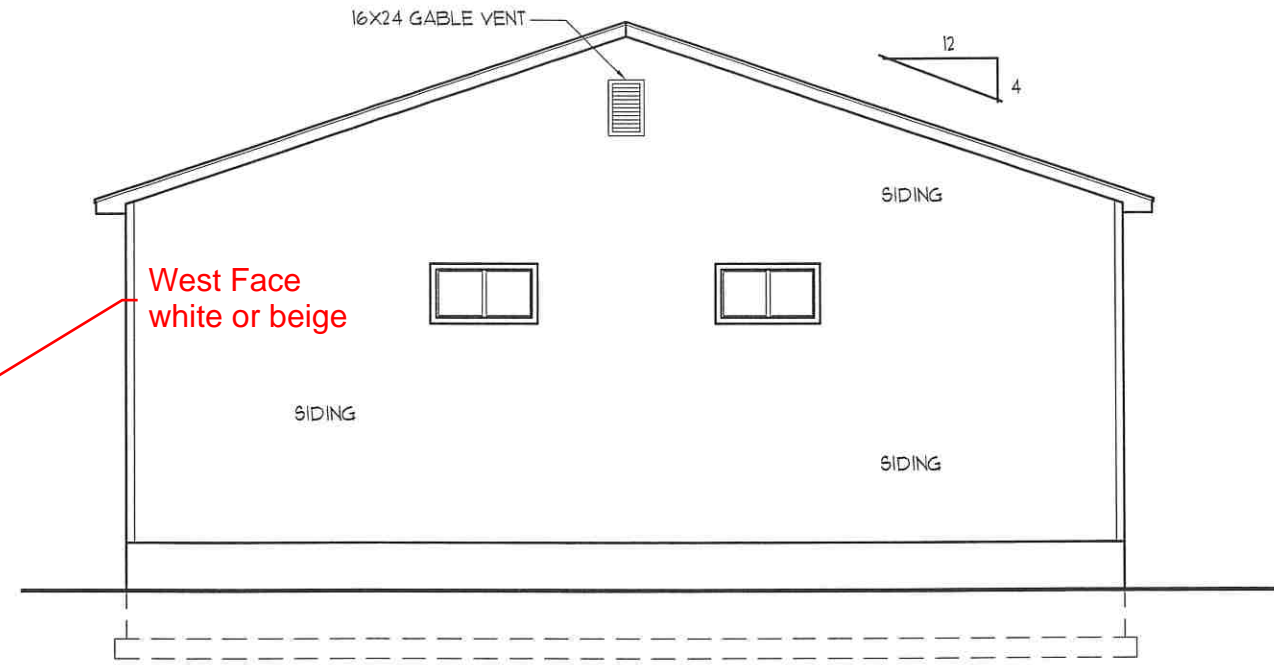 16X24 GABLE VENT
12
4
SIDING
West Face
white or beige
SIDING
SIDING